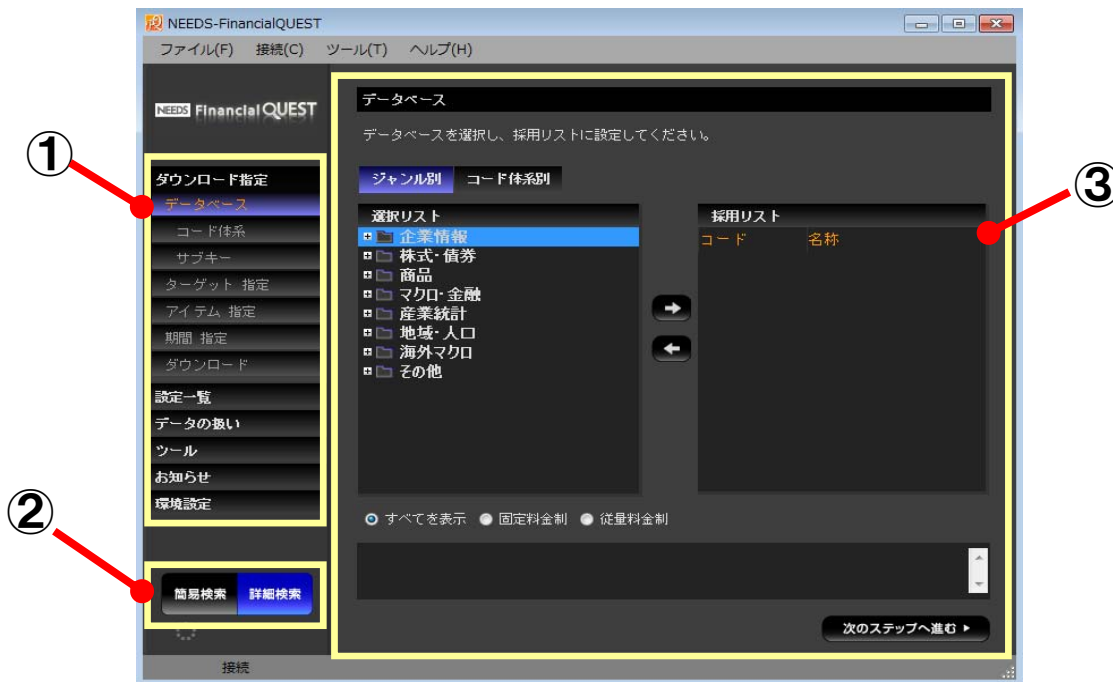 NEEDS-FinancialQUEST
ファイル(F) 接続(C) ツール(T) ヘルプ(H)
NEEDS Financial QUEST
①
ダウンロード指定
データベース
コード体系
サブキー
ターゲット 指定
アイテム 指定
期間 指定
ダウンロード
設定一覧
データの扱い
ツール
お知らせ
環境設定
②
簡易検索 詳細検索
接続
③
データベース
データベースを選択し、採用リストに設定してください。
ジャンル別 コード体系別
選択リスト
企業情報
株式・債券
商品
マクロ・金融
産業統計
地域・人口
海外マクロ
その他
採用リスト
コード 名称
すべてを表示 固定料金制 従量料金制
次のステップへ進む